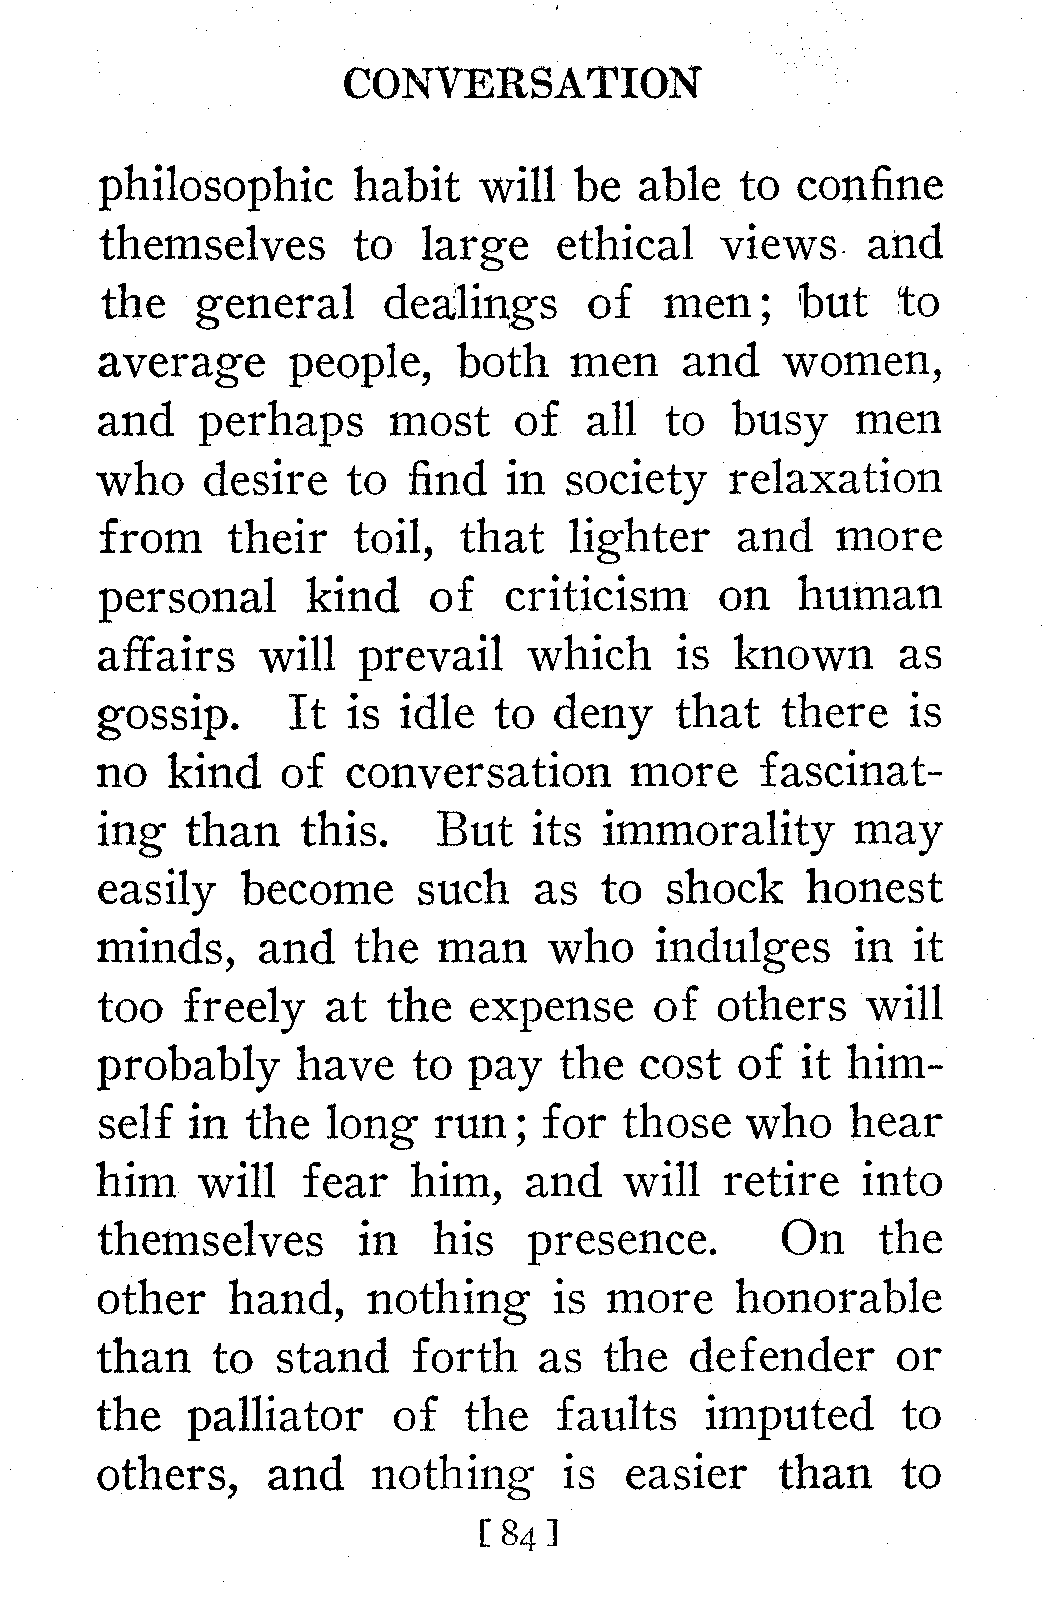 CONVERSATION
philosophic habit will be able to confine
themselves to large ethical views and
the general dealings of men; but to
average people, both men and women,
and perhaps most of all to busy men
who desire to find in society relaxation
from their toil, that lighter and more
personal kind of criticism on human
affairs will prevail which is known as
gossip. It is idle to deny that there is
no kind of conversation more fascinat-
ing than this. But its immorality may
easily become such as to shock honest
minds, and the man who indulges in it
too freely at the expense of others will
probably have to pay the cost of it him-
self in the long run; for those who hear
him will fear him, and will retire into
themselves in his presence. On the
other hand, nothing is more honorable
than to stand forth as the defender or
the palliator of the faults imputed to
others, and nothing is easier than to
[ 84 ]